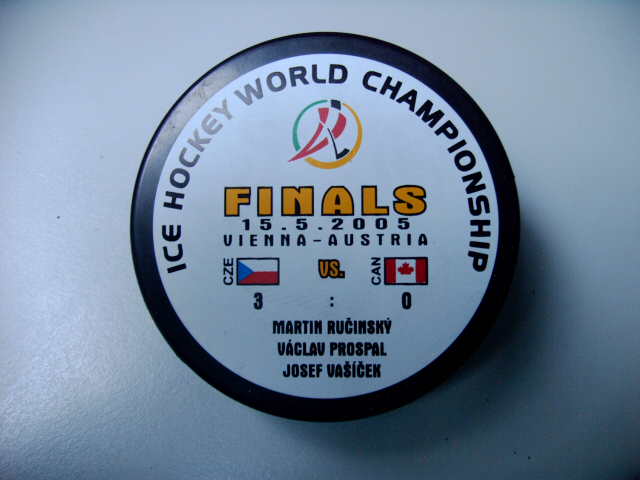 ICE HOCKEY WORLD CHAMPIONSHIP
FINALS
15.5.2005
VIENNA-AUSTRIA
CZE VS. CAN
3 : 0
MARTIN RUČINSKÝ
VÁCLAV PROSPAL
JOSEF VAŠÍČEK